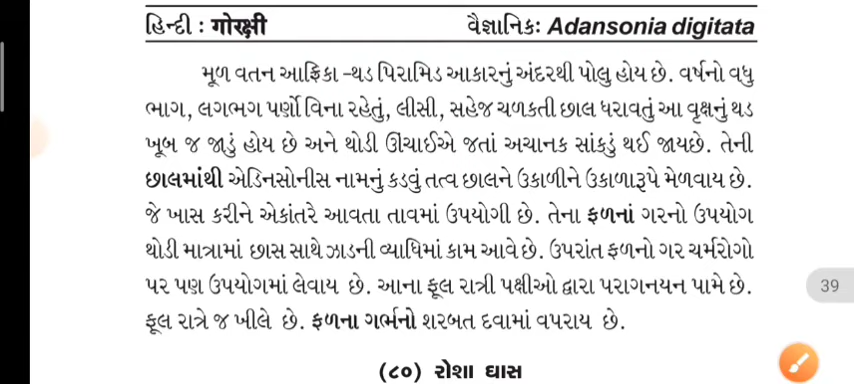 હિન્દી : गोरक्षी વૈજ્ઞાનિક: Adansonia digitata
મૂળ વતન આફ્રિકા -થડ પિરામિડ આકારનું અંદરથી પોલુ હોય છે. વર્ષનો વધુ
ભાગ, લગભગ પર્ણો વિના રહેતું, લીસી, સહેજ ચળકતી છાલ ધરાવતું આ વૃક્ષનું થડ
ખૂબ જ જાડું હોય છે અને થોડી ઊંચાઈએ જતાં અચાનક સાંકડું થઈ જાયછે. તેની
છાલમાંથી એડિનસોનીસ નામનું કડવું તત્વ છાલને ઉકાળીને ઉકાળારૂપે મેળવાય છે.
જે ખાસ કરીને એકાંતરે આવતા તાવમાં ઉપયોગી છે. તેના ફળનાં ગરનો ઉપયોગ
થોડી માત્રામાં છાસ સાથે ઝાડની વ્યાધિમાં કામ આવે છે. ઉપરાંત ફળનો ગર ચર્મરોગો
પર પણ ઉપયોગમાં લેવાય છે. આના ફૂલ રાત્રી પક્ષીઓ દ્વારા પરાગનયન પામે છે.
ફૂલ રાત્રે જ ખીલે છે. ફળના ગર્ભનો શરબત દવામાં વપરાય છે.
39
(૮૦) રોશા ઘાસ